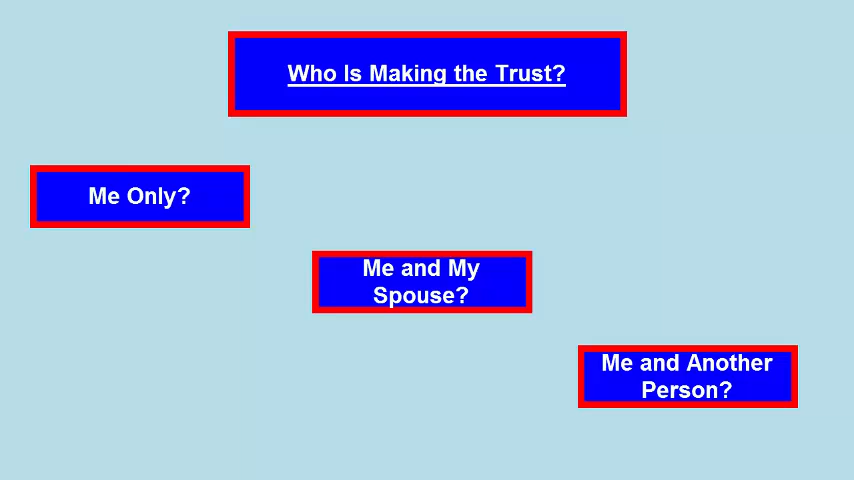 Who Is Making the Trust?
Me Only?
Me and My
Spouse?
Me and Another
Person?